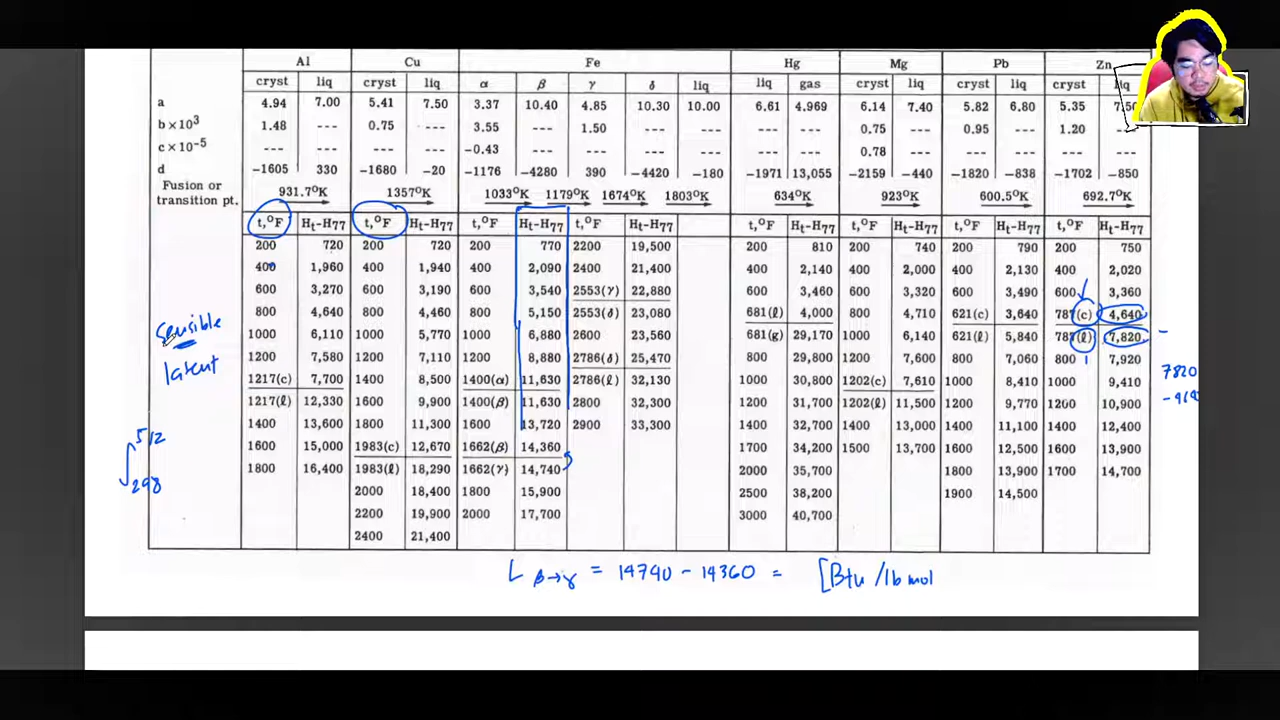 Al Cu Fe Hg Mg Pb Zn
cryst liq cryst liq α β γ δ liq liq gas cryst liq cryst liq cryst liq
a 4.94 7.00 5.41 7.50 3.37 10.40 4.85 10.30 10.00 6.61 4.969 6.14 7.40 5.82 6.80 5.35 7.50
b×10³ 1.48 --- 0.75 --- 3.55 --- 1.50 --- --- --- --- 0.75 --- 0.95 --- 1.20 ---
c×10⁻⁵ --- --- --- --- −0.43 --- --- --- --- --- --- 0.78 --- --- --- --- ---
d −1605 330 −1680 −20 −1176 −4280 390 −4420 −180 −1971 13,055 −2159 −440 −1820 −838 −1702 −850
Fusion or
transition pt. 931.7°K 1357°K 1033°K 1179°K 1674°K 1803°K 634°K 923°K 600.5°K 692.7°K
t,°F Ht−H77 t,°F Ht−H77 t,°F Ht−H77 t,°F Ht−H77 t,°F Ht−H77 t,°F Ht−H77 t,°F Ht−H77 t,°F Ht−H77
200 720 200 720 200 770 2200 19,500 200 810 200 740 200 790 200 750
400 1,960 400 1,940 400 2,090 2400 21,400 400 2,140 400 2,000 400 2,130 400 2,020
600 3,270 600 3,190 600 3,540 2553(γ) 22,880 600 3,460 600 3,320 600 3,490 600 3,360
800 4,640 800 4,460 800 5,150 2553(δ) 23,080 681(ℓ) 4,000 800 4,710 621(c) 3,640 787(c) 4,640
1000 6,110 1000 5,770 1000 6,880 2600 23,560 681(g) 29,170 1000 6,140 621(ℓ) 5,840 787(ℓ) 7,820
1200 7,580 1200 7,110 1200 8,880 2786(δ) 25,470 800 29,800 1200 7,600 800 7,060 800 7,920
1217(c) 7,700 1400 8,500 1400(α) 11,630 2786(ℓ) 32,130 1000 30,800 1202(c) 7,610 1000 8,410 1000 9,410
1217(ℓ) 12,330 1600 9,900 1400(β) 11,630 2800 32,300 1200 31,700 1202(ℓ) 11,500 1200 9,770 1200 10,900
1400 13,600 1800 11,300 1600 13,720 2900 33,300 1400 32,700 1400 13,000 1400 11,100 1400 12,400
1600 15,000 1983(c) 12,670 1662(β) 14,360 1700 34,200 1500 13,700 1600 12,500 1600 13,900
1800 16,400 1983(ℓ) 18,290 1662(γ) 14,740 2000 35,700 1800 13,900 1700 14,700
2000 18,400 1800 15,900 2500 38,200 1900 14,500
2200 19,900 2000 17,700 3000 40,700
2400 21,400
sensible
latent
∫
512
298
7820
L β→γ = 14740 − 14360 = [Btu/lbmol